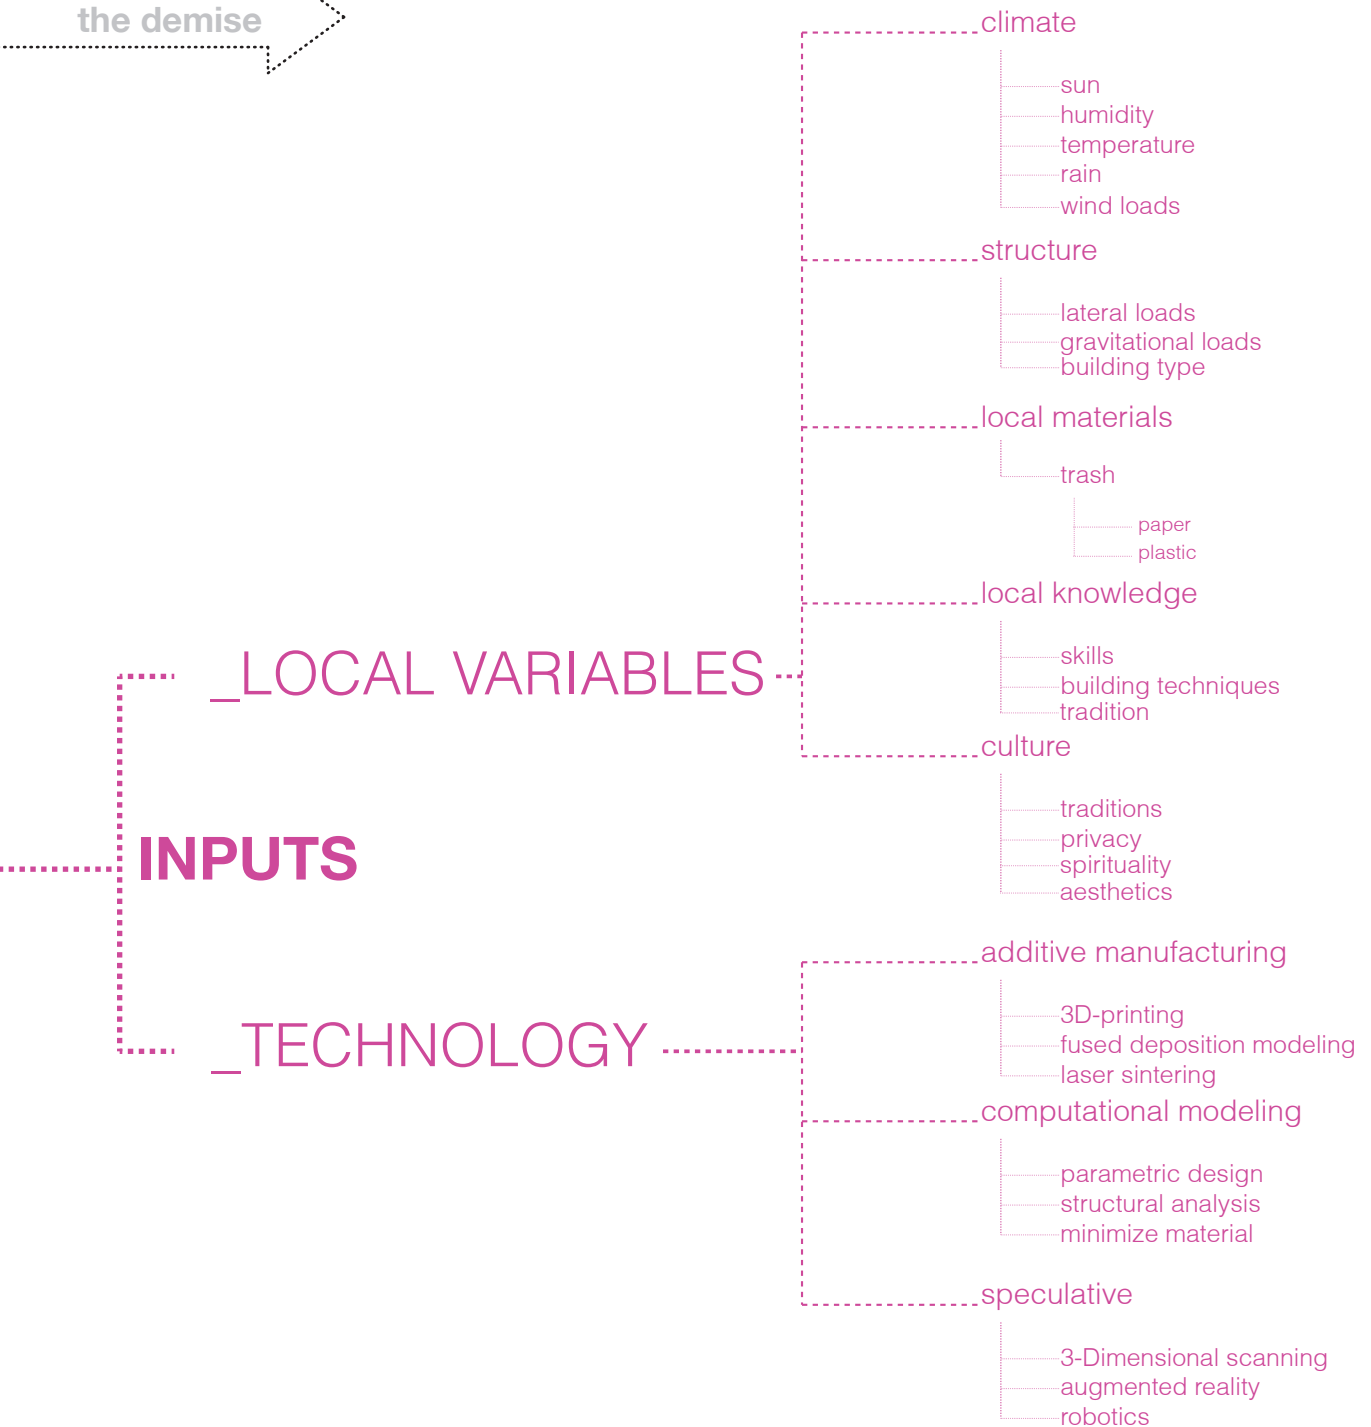 the demise
climate
sun
humidity
temperature
rain
wind loads
structure
lateral loads
gravitational loads
building type
local materials
trash
paper
plastic
local knowledge
_LOCAL VARIABLES
skills
building techniques
tradition
culture
traditions
privacy
INPUTS
spirituality
aesthetics
additive manufacturing
3D-printing
_TECHNOLOGY
fused deposition modeling
laser sintering
computational modeling
parametric design
structural analysis
minimize material
speculative
3-Dimensional scanning
augmented reality
robotics